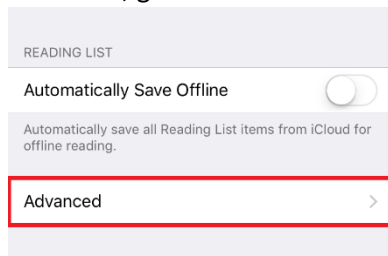 READING LIST
Automatically Save Offline
Automatically save all Reading List items from iCloud for
offline reading.
Advanced